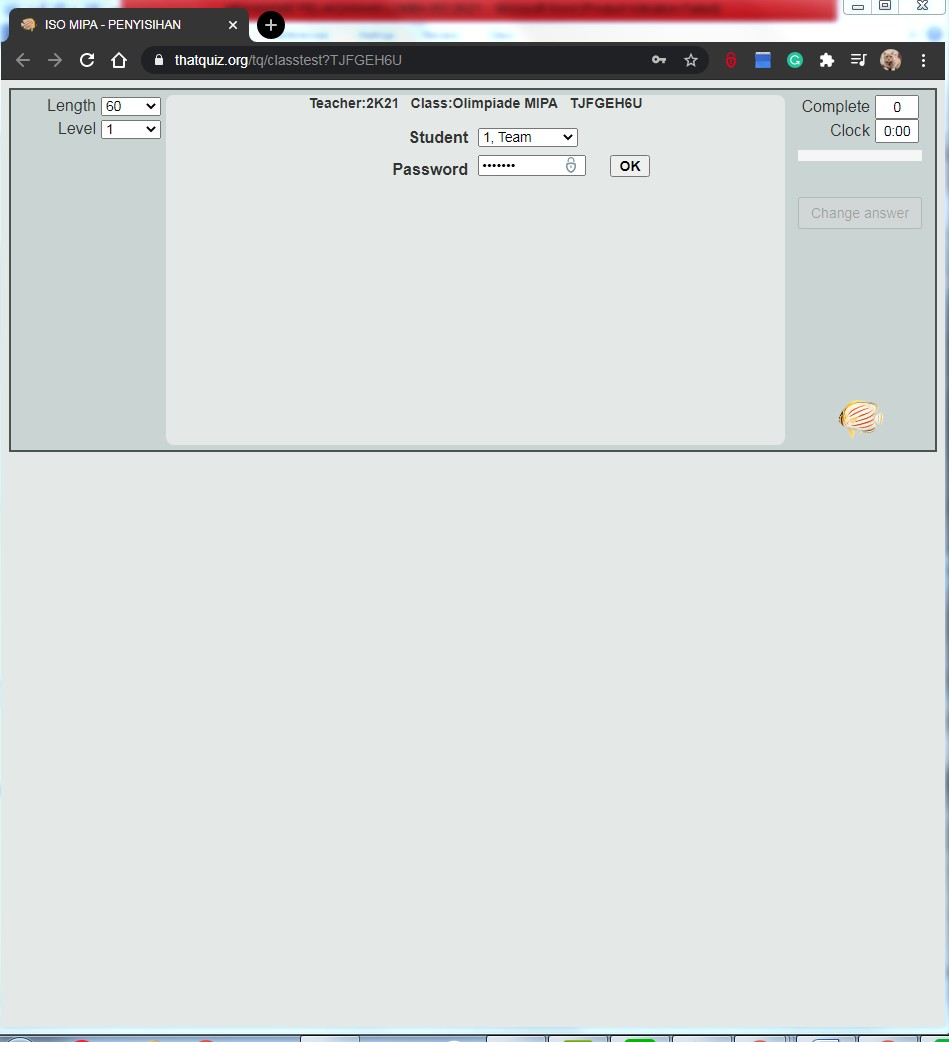 ISO MIPA - PENYISIHAN
thatquiz.org/tq/classtest?TJFGEH6U
Length 60
Level 1
Teacher:2K21 Class:Olimpiade MIPA TJFGEH6U
Student 1, Team
Password ••••••• OK
Complete 0
Clock 0:00
Change answer